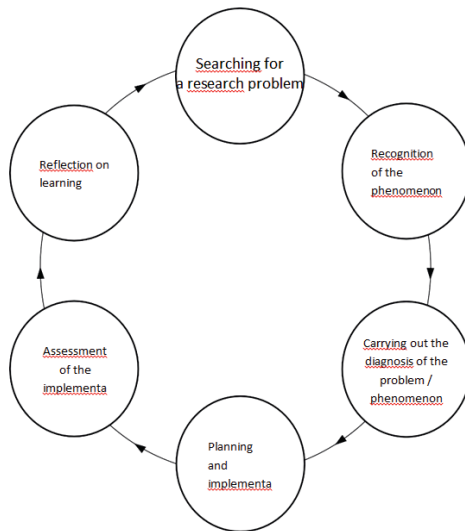 Searching for
a research problem
Recognition
of the
phenomenon
Carrying out the
diagnosis of the
problem /
phenomenon
Planning
and
implementa
Assessment
of the
implementa
Reflection on
learning